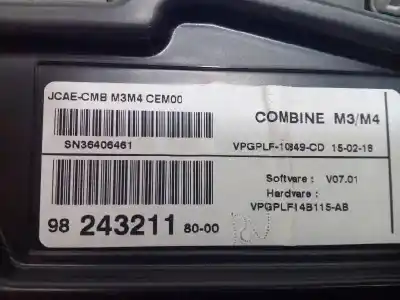 JCAE-CMB M3M4 CEM00
COMBINE M3/M4
SN36406461
VPGPLF-10849-CD 15-02-18
Software : V07.01
Hardware :
VPGPLF14B115-AB
98 243211 80-00